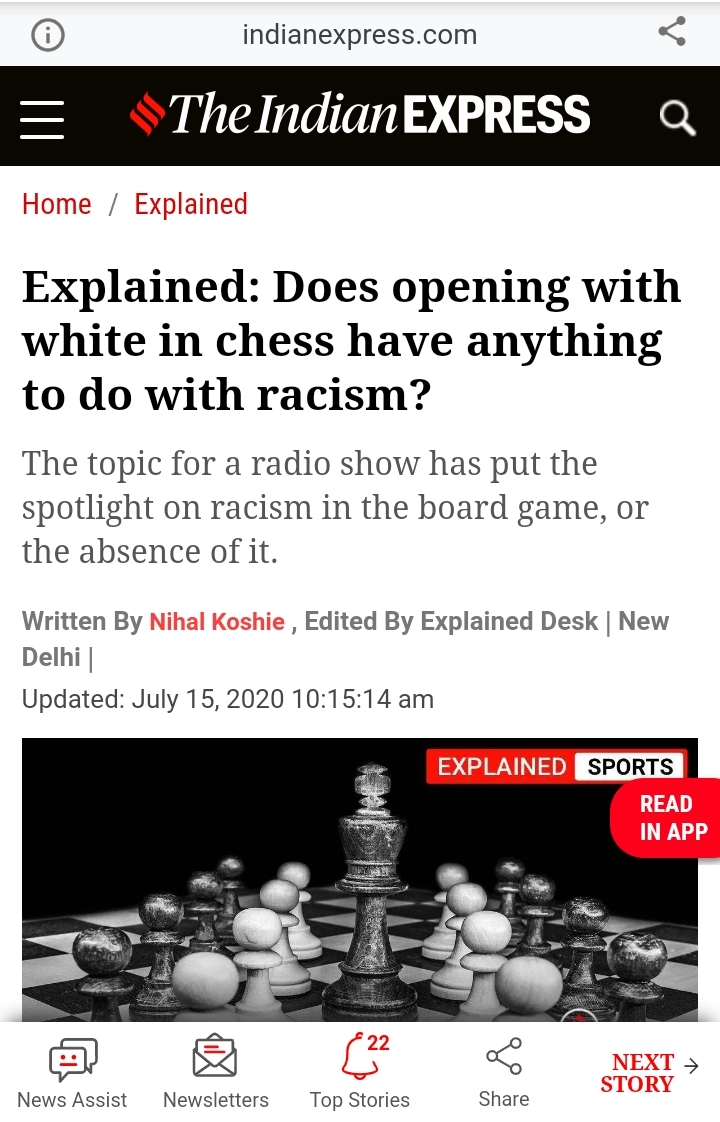 indianexpress.com
The Indian EXPRESS
Home / Explained
Explained: Does opening with
white in chess have anything
to do with racism?
The topic for a radio show has put the
spotlight on racism in the board game, or
the absence of it.
Written By Nihal Koshie , Edited By Explained Desk | New
Delhi |
Updated: July 15, 2020 10:15:14 am
EXPLAINED SPORTS
READ
IN APP
22
News Assist
Newsletters
Top Stories
Share
NEXT
STORY